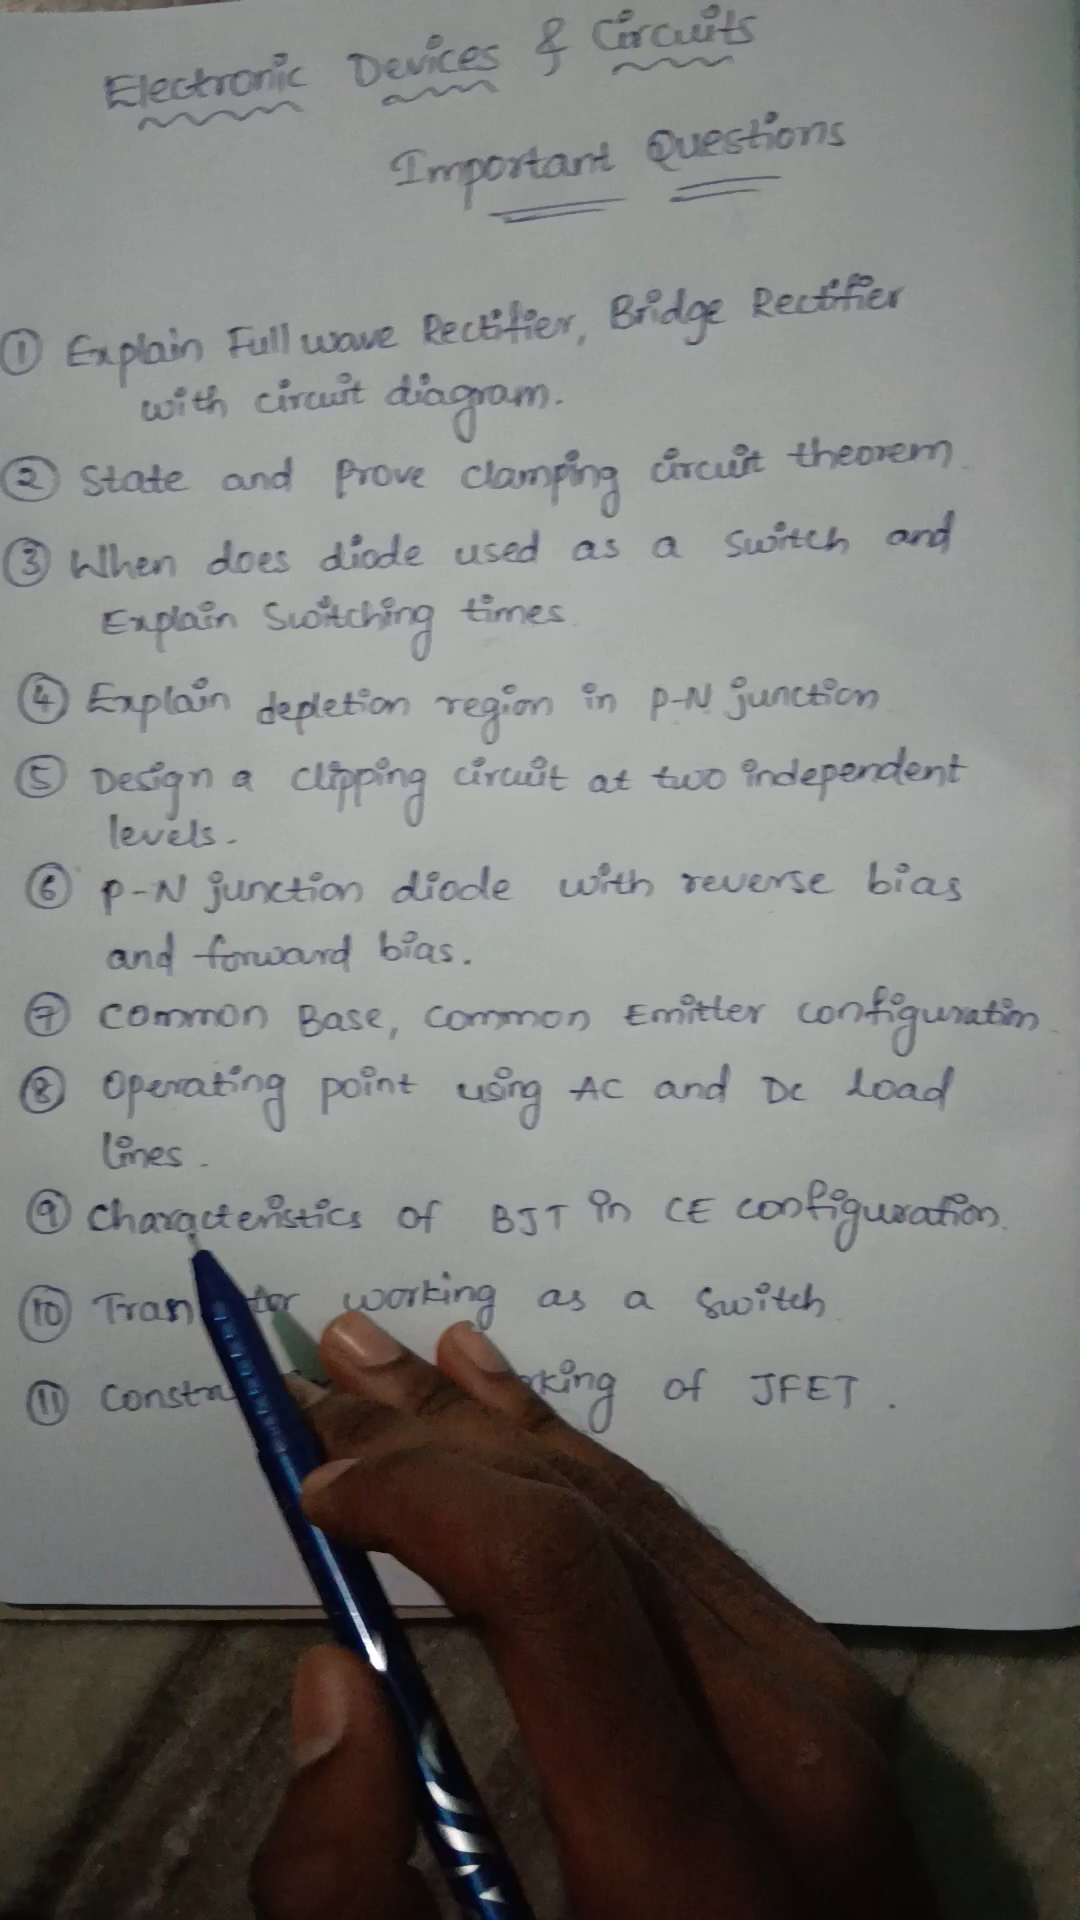 Electronic Devices & Circuits
Important Questions
① Explain Full wave Rectifier, Bridge Rectifier
with circuit diagram.
② State and Prove clamping circuit theorem
③ When does diode used as a switch and
Explain Switching times
④ Explain depletion region in P-N junction
⑤ Design a clipping circuit at two independent
levels.
⑥ P-N junction diode with reverse bias
and forward bias.
⑦ Common Base, Common Emitter configuration
⑧ Operating point using AC and DC Load
lines.
⑨ Characteristics of BJT in CE configuration.
⑩ working as a switch
⑪ of JFET.